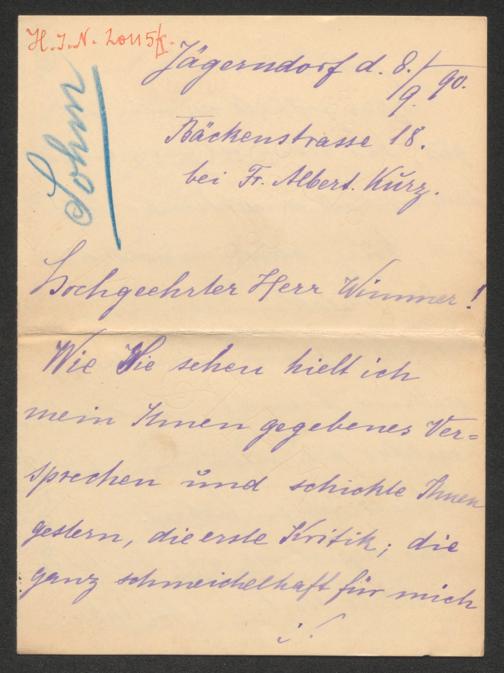 H. I. N. 20115/I.
Sohm
Jägerndorf d. 8./9. 90.
Bäckenstrasse 18.
bei Fr. Albert. Kurz.
Hochgeehrter Herr Wimmer!
Wie Sie sehen hielt ich
mein Ihnen gegebenes Ver=
sprechen und schickte Ihnen
gestern, die erste Kritik; die
ganz schmeichelhaft für mich